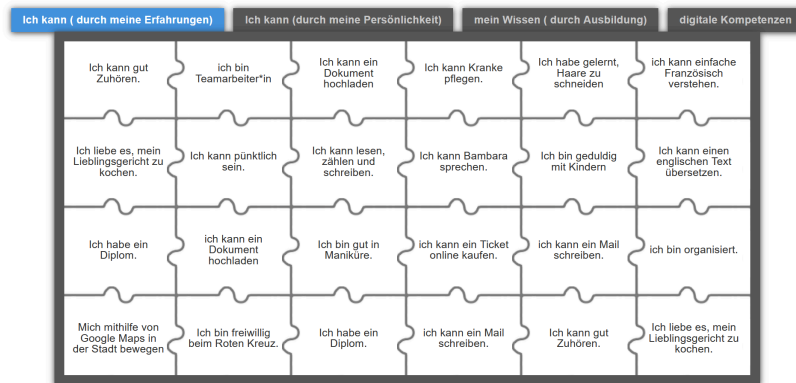 Ich kann ( durch meine Erfahrungen)
Ich kann (durch meine Persönlichkeit)
mein Wissen ( durch Ausbildung)
digitale Kompetenzen
Ich kann gut
Zuhören.
ich bin
Teamarbeiter*in
Ich kann ein
Dokument
hochladen
Ich kann Kranke
pflegen.
Ich habe gelernt,
Haare zu
schneiden
ich kann einfache
Französisch
verstehen.
Ich liebe es, mein
Lieblingsgericht zu
kochen.
Ich kann pünktlich
sein.
Ich kann lesen,
zählen und
schreiben.
Ich kann Bambara
sprechen.
Ich bin geduldig
mit Kindern
Ich kann einen
englischen Text
übersetzen.
Ich habe ein
Diplom.
ich kann ein
Dokument
hochladen
Ich bin gut in
Maniküre.
ich kann ein Ticket
online kaufen.
ich kann ein Mail
schreiben.
ich bin organisiert.
Mich mithilfe von
Google Maps in
der Stadt bewegen
Ich bin freiwillig
beim Roten Kreuz.
Ich habe ein
Diplom.
ich kann ein Mail
schreiben.
Ich kann gut
Zuhören.
Ich liebe es, mein
Lieblingsgericht zu
kochen.